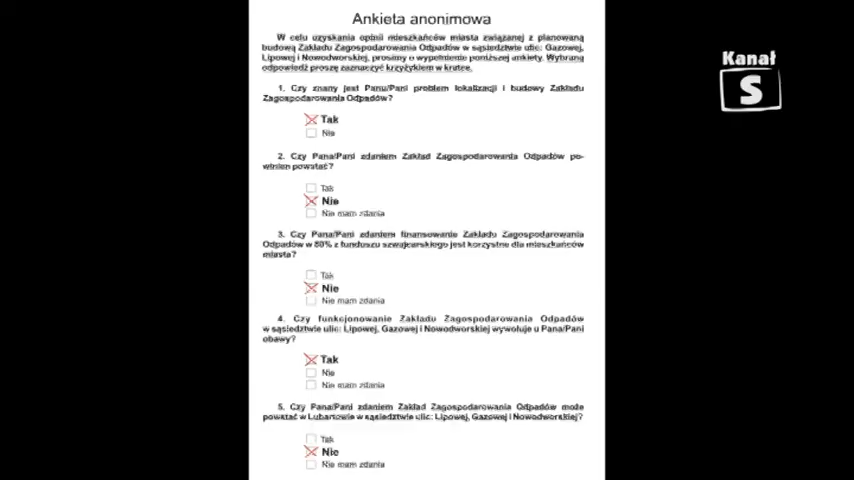 Ankieta anonimowa
W celu uzyskania opinii mieszkańców miasta związanej z planowaną
budową Zakładu Zagospodarowania Odpadów w sąsiedztwie ulic: Gazowej,
Lipowej i Nowodworskiej, prosimy o wypełnienie poniższej ankiety. Wybraną
odpowiedź proszę zaznaczyć krzyżykiem w kratce.
Kanał
S
1. Czy znany jest Panu/Pani problem lokalizacji i budowy Zakładu
Zagospodarowania Odpadów?
Tak
Nie
2. Czy Pana/Pani zdaniem Zakład Zagospodarowania Odpadów po-
winien powstać?
Tak
Nie
Nie mam zdania
3. Czy Pana/Pani zdaniem finansowanie Zakładu Zagospodarowania
Odpadów w 80% z funduszu szwajcarskiego jest korzystne dla mieszkańców
miasta?
Tak
Nie
Nie mam zdania
4. Czy funkcjonowanie Zakładu Zagospodarowania Odpadów
w sąsiedztwie ulic: Lipowej, Gazowej i Nowodworskiej wywołuje u Pana/Pani
obawy?
Tak
Nie
Nie mam zdania
5. Czy Pana/Pani zdaniem Zakład Zagospodarowania Odpadów może
powstać w Lubartowie w sąsiedztwie ulic: Lipowej, Gazowej i Nowodworskiej?
Tak
Nie
Nie mam zdania